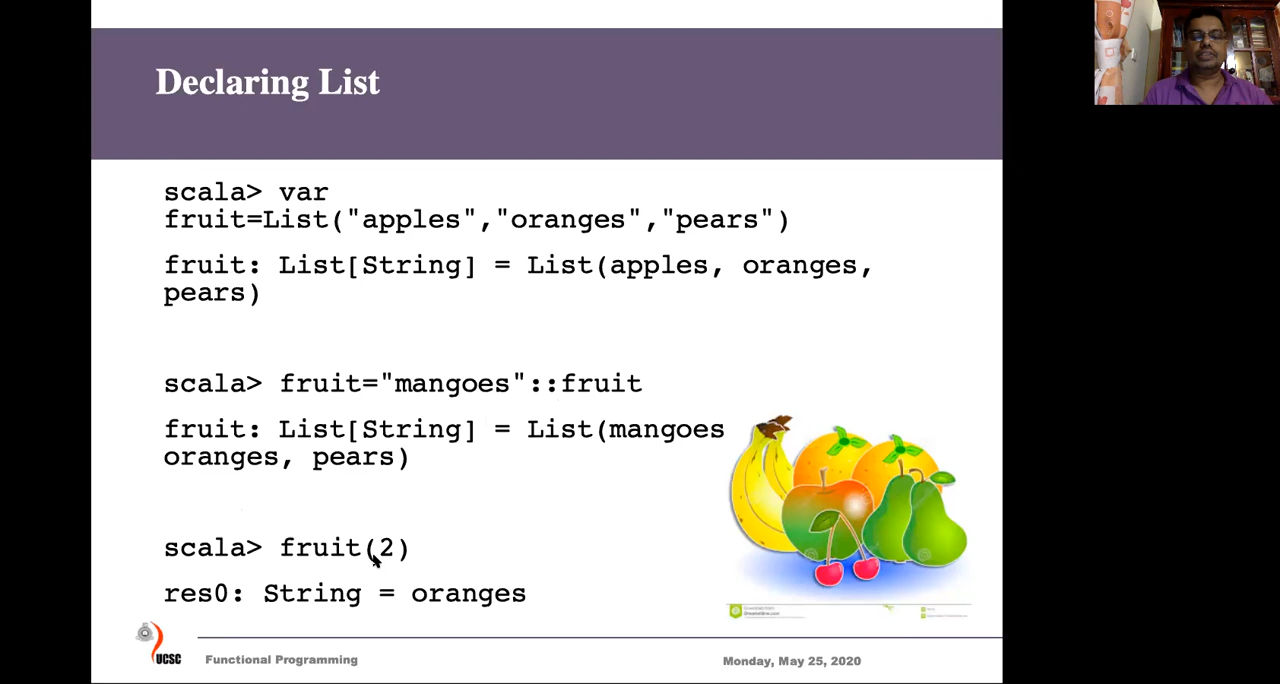 Declaring List
scala> var
fruit=List("apples","oranges","pears")
fruit: List[String] = List(apples, oranges,
pears)
scala> fruit="mangoes"::fruit
fruit: List[String] = List(mangoes
oranges, pears)
scala> fruit(2)
res0: String = oranges
UCSC
Functional Programming
Monday, May 25, 2020